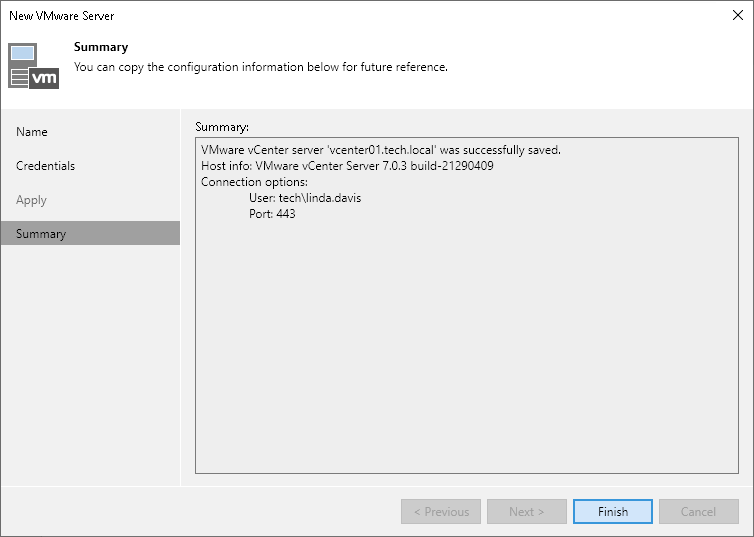 New VMware Server
Summary
You can copy the configuration information below for future reference.
vm
Name
Credentials
Apply
Summary
Summary:
VMware vCenter server 'vcenter01.tech.local' was successfully saved.
Host info: VMware vCenter Server 7.0.3 build-21290409
Connection options:
User: tech\linda.davis
Port: 443
< Previous
Next >
Finish
Cancel